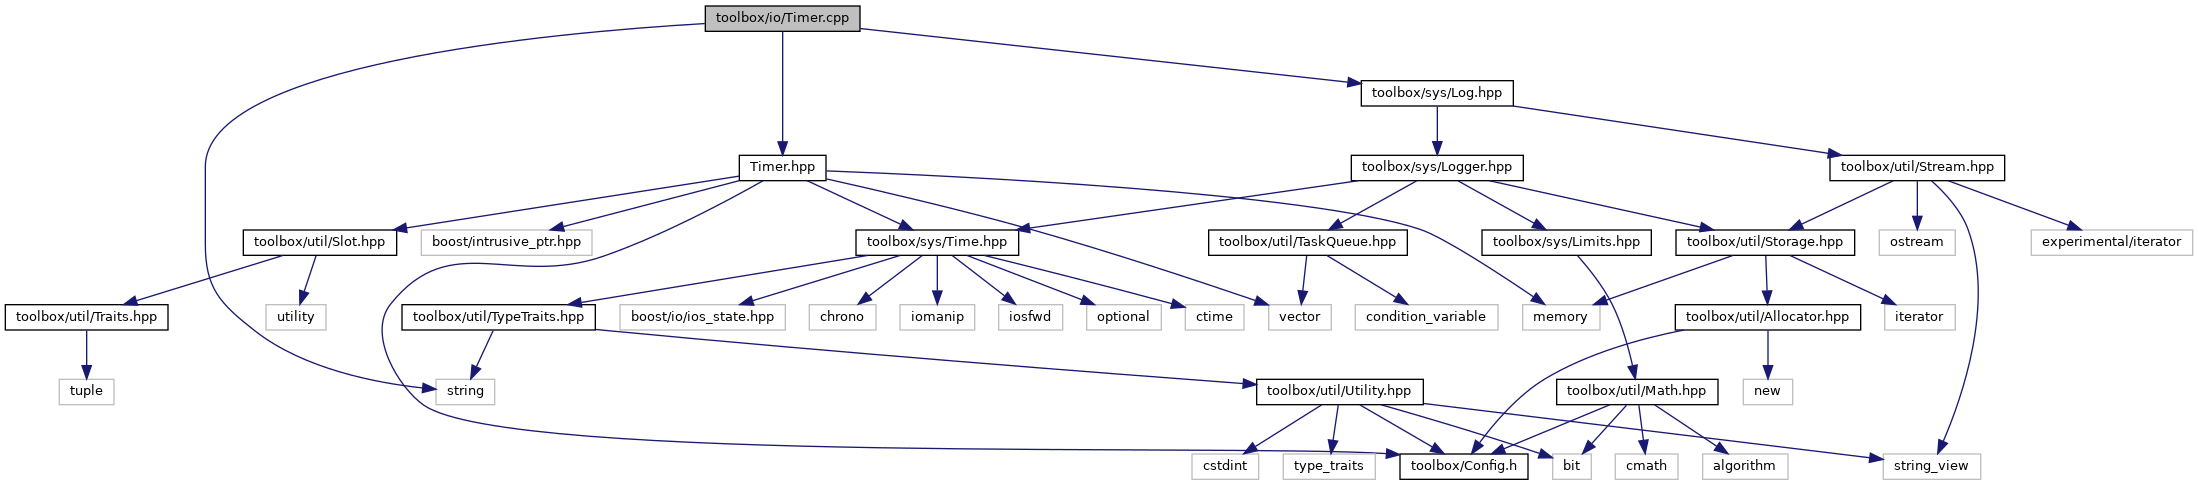 toolbox/io/Timer.cpp
toolbox/sys/Log.hpp
Timer.hpp
toolbox/sys/Logger.hpp
toolbox/util/Stream.hpp
toolbox/util/Slot.hpp
boost/intrusive_ptr.hpp
toolbox/sys/Time.hpp
toolbox/util/TaskQueue.hpp
toolbox/sys/Limits.hpp
toolbox/util/Storage.hpp
ostream
experimental/iterator
toolbox/util/Traits.hpp
utility
toolbox/util/TypeTraits.hpp
boost/io/ios_state.hpp
chrono
iomanip
iosfwd
optional
ctime
vector
condition_variable
memory
toolbox/util/Allocator.hpp
iterator
tuple
string
toolbox/util/Utility.hpp
toolbox/util/Math.hpp
new
cstdint
type_traits
toolbox/Config.h
bit
cmath
algorithm
string_view